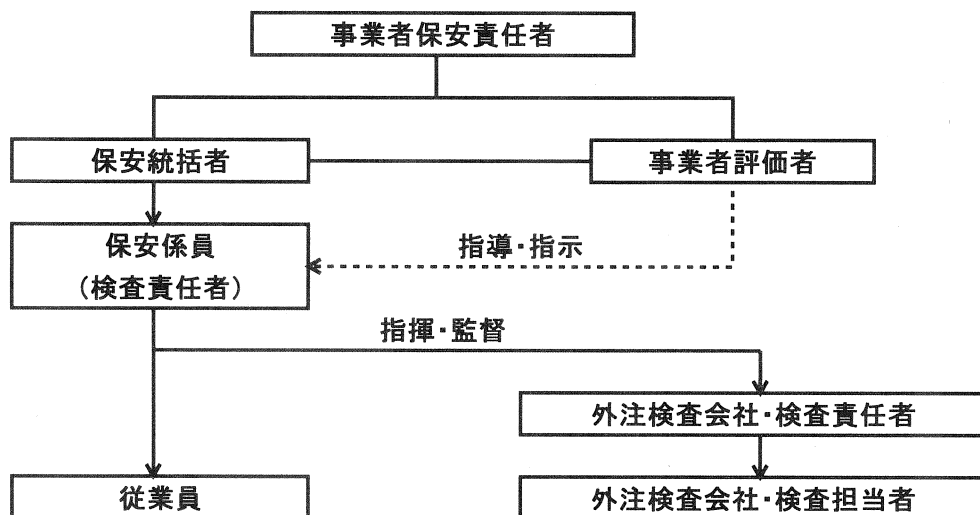 事業者保安責任者
保安統括者
事業者評価者
保安係員
(検査責任者)
指導・指示
指揮・監督
外注検査会社・検査責任者
従業員
外注検査会社・検査担当者